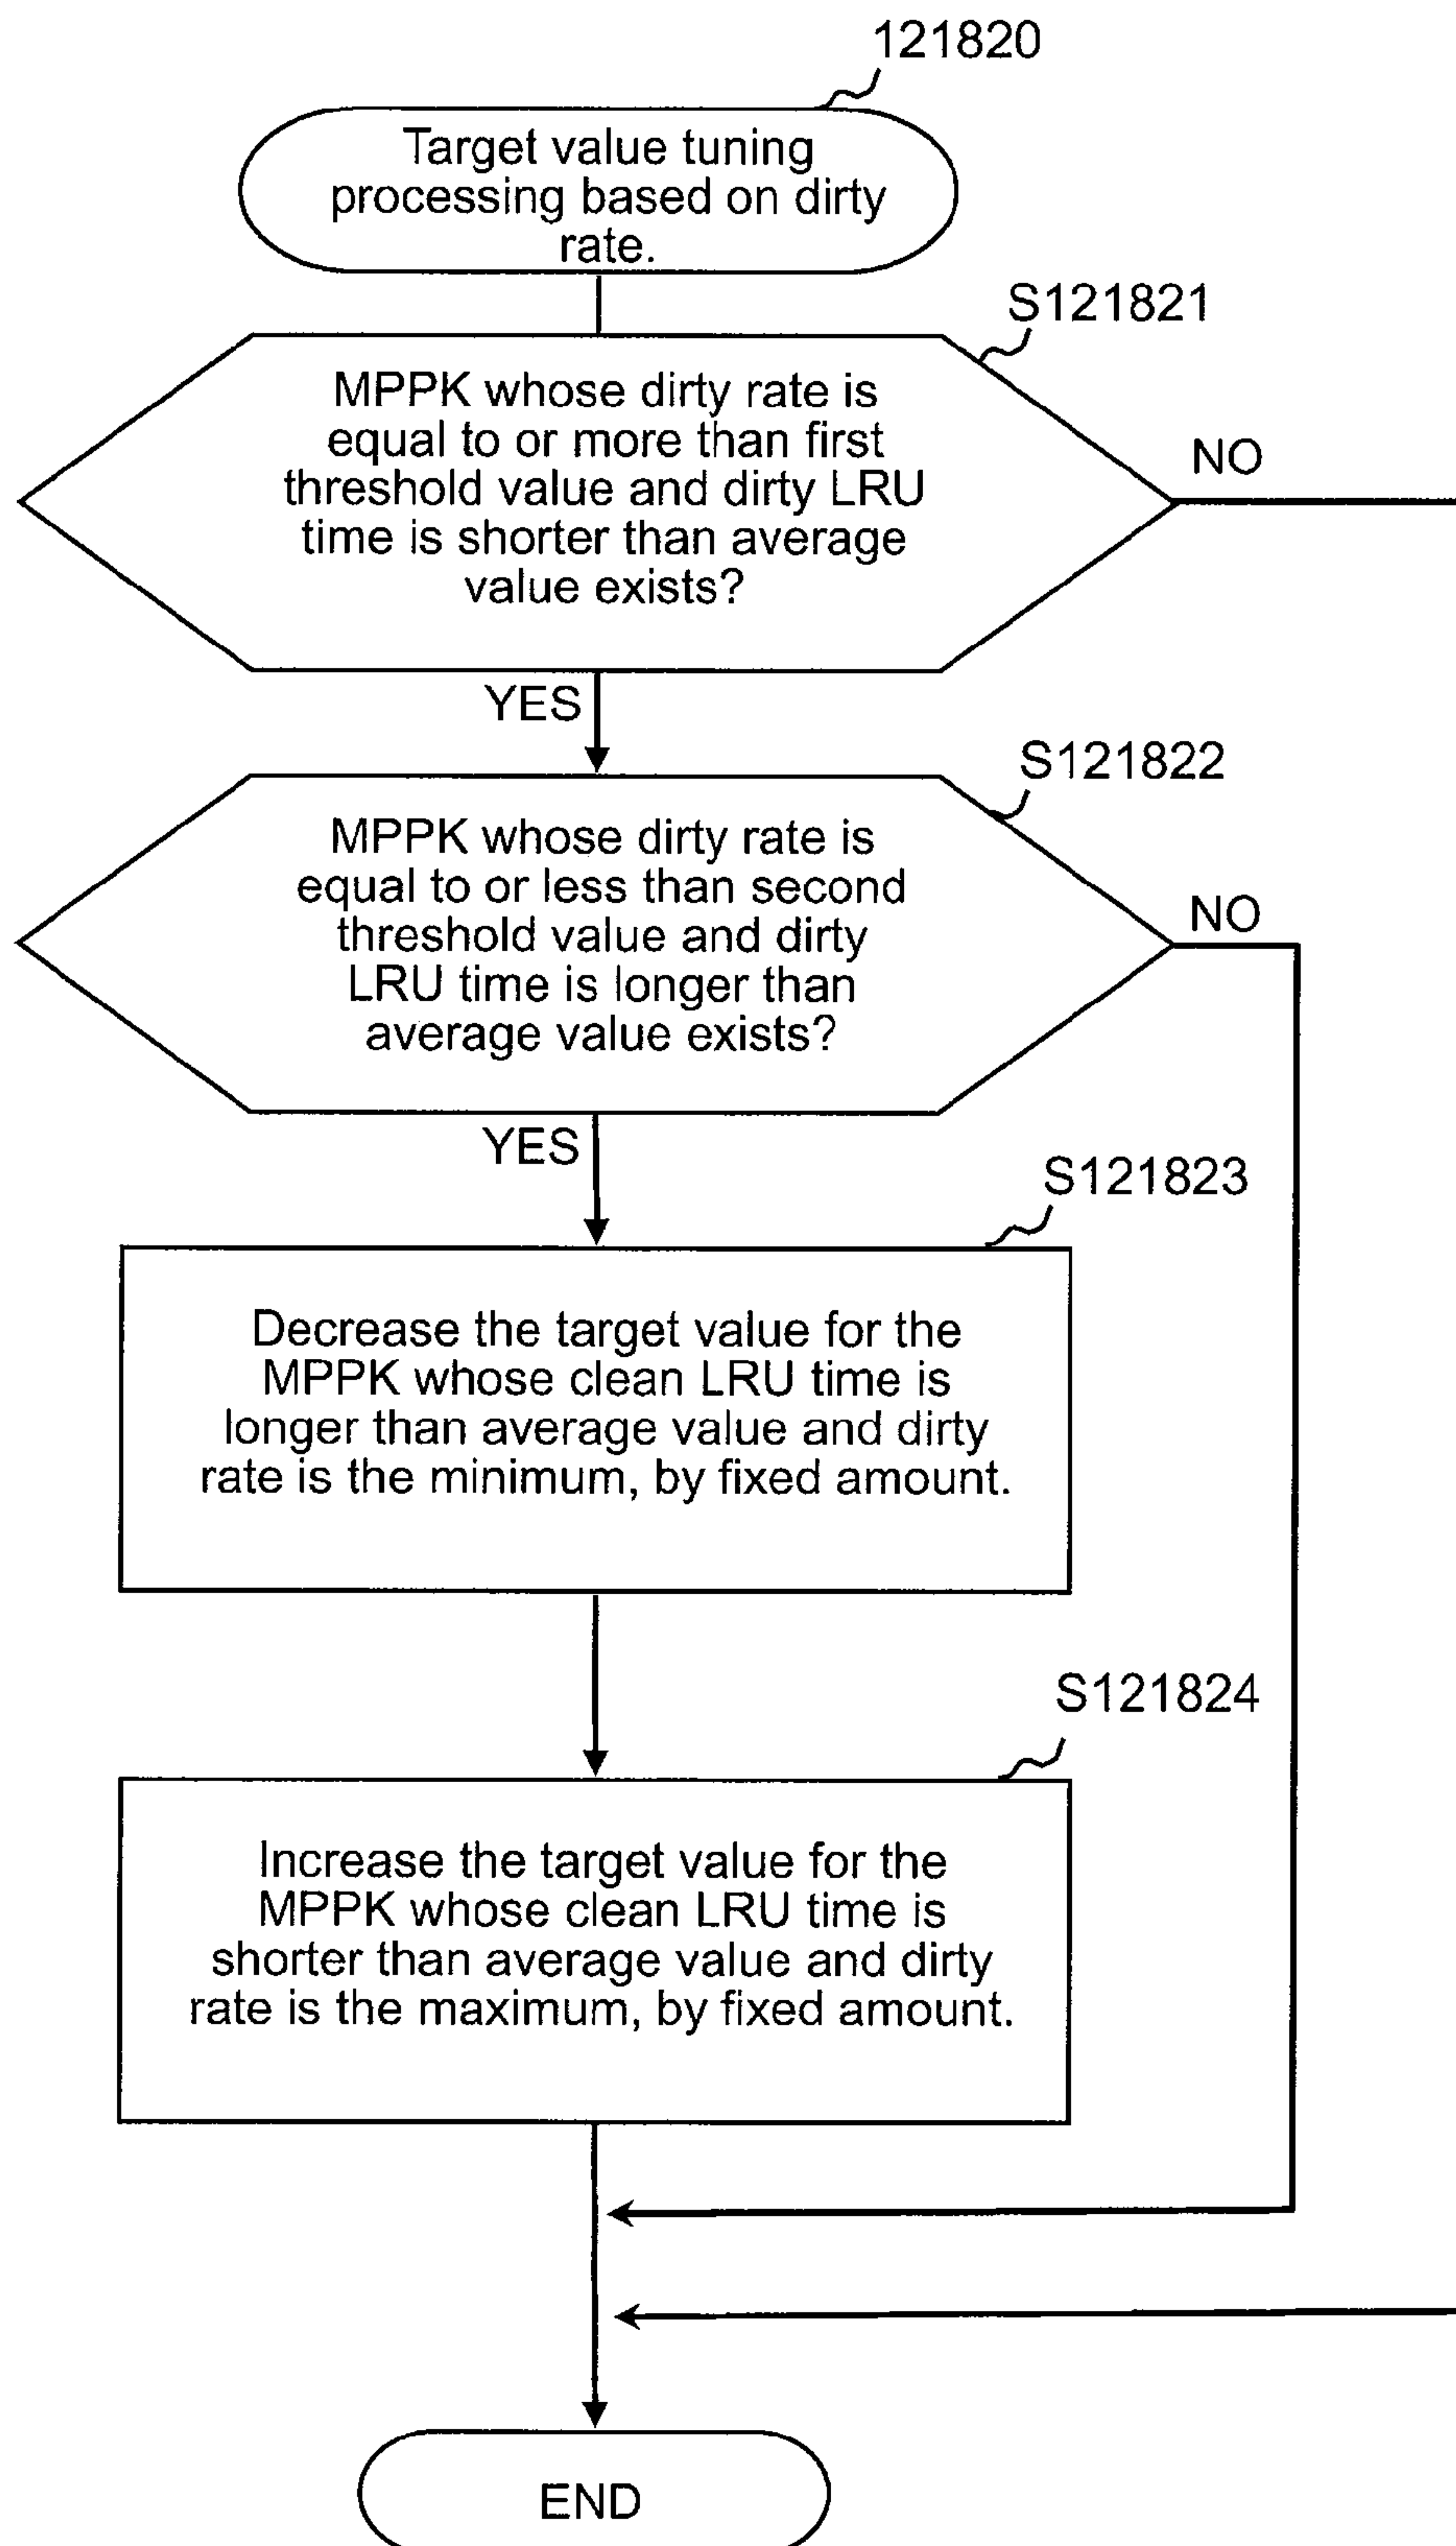 121820
Target value tuning
processing based on dirty
rate.
S121821
MPPK whose dirty rate is
equal to or more than first
threshold value and dirty LRU
time is shorter than average
value exists?
NO
YES
S121822
MPPK whose dirty rate is
equal to or less than second
threshold value and dirty
LRU time is longer than
average value exists?
NO
YES
S121823
Decrease the target value for the
MPPK whose clean LRU time is
longer than average value and dirty
rate is the minimum, by fixed amount.
S121824
Increase the target value for the
MPPK whose clean LRU time is
shorter than average value and dirty
rate is the maximum, by fixed amount.
END